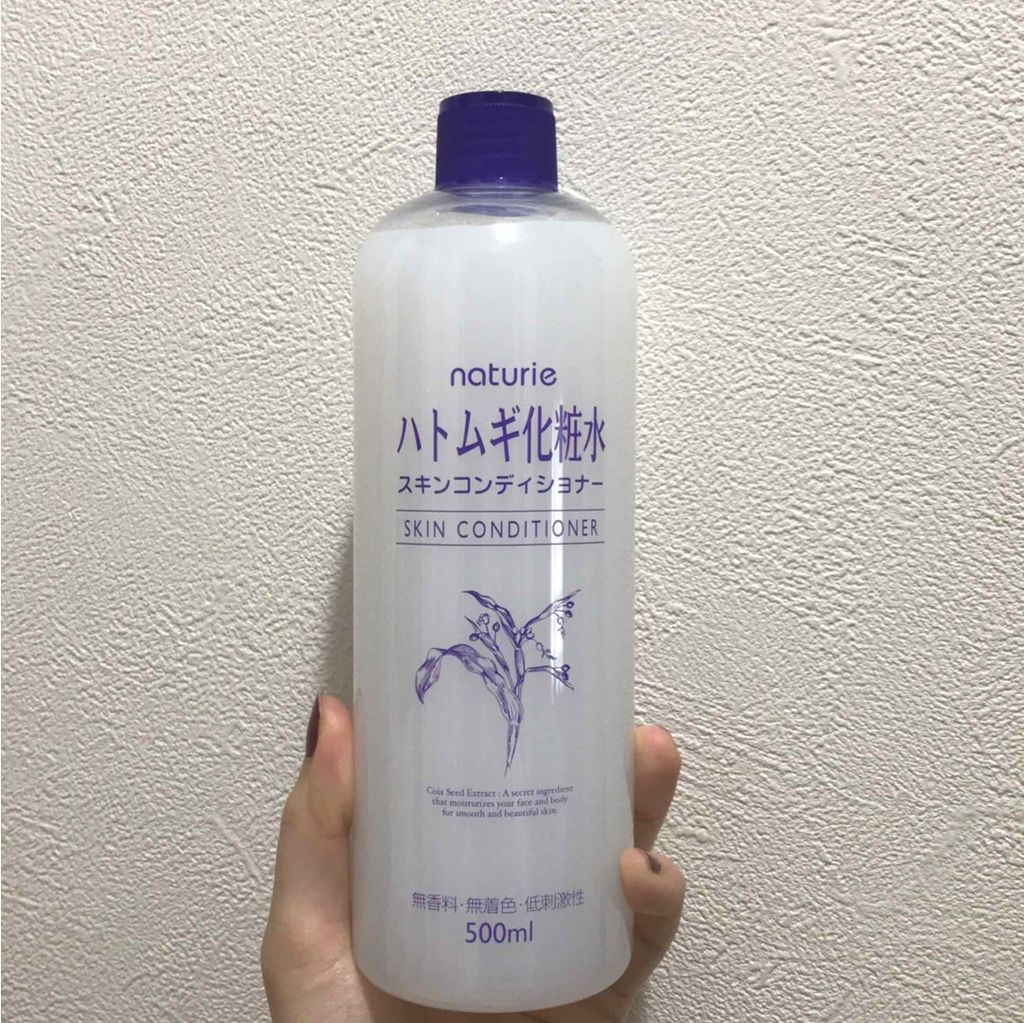 naturie
ハトムギ化粧水
スキンコンディショナー
SKIN CONDITIONER
Coix Seed Extract : A secret ingredient
that moisturizes your face and body
for smooth and beautiful skin.
無香料・無着色・低刺激性
500ml